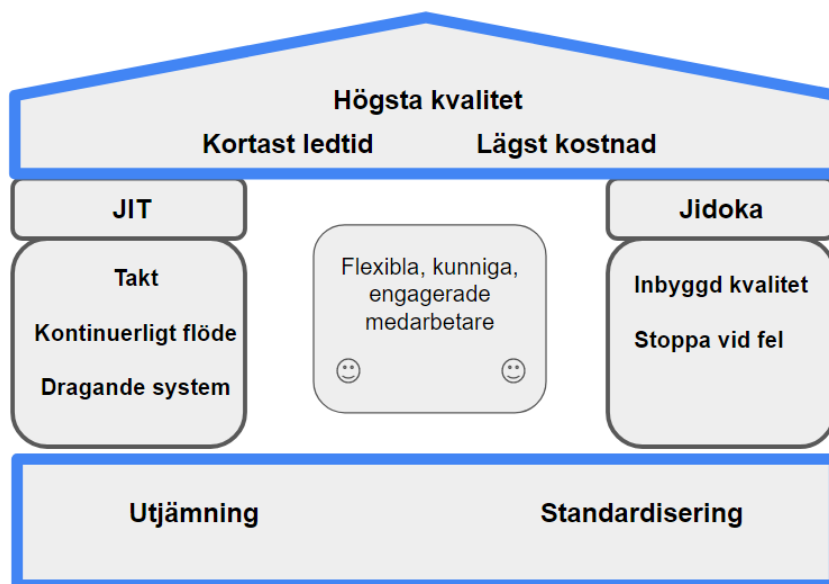 Högsta kvalitet
Kortast ledtid
Lägst kostnad
JIT
Takt
Kontinuerligt flöde
Dragande system
Flexibla, kunniga,
engagerade
medarbetare
Jidoka
Inbyggd kvalitet
Stoppa vid fel
Utjämning
Standardisering